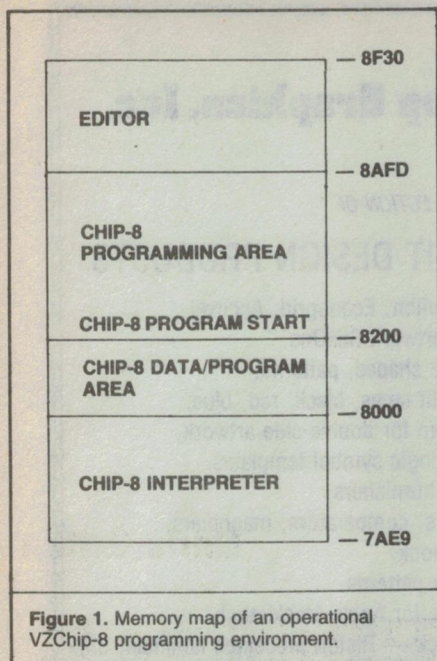 8F30
EDITOR
8AFD
CHIP-8
PROGRAMMING AREA
CHIP-8 PROGRAM START
8200
CHIP-8 DATA/PROGRAM
AREA
8000
CHIP-8 INTERPRETER
7AE9
Figure 1. Memory map of an operational
VZChip-8 programming environment.